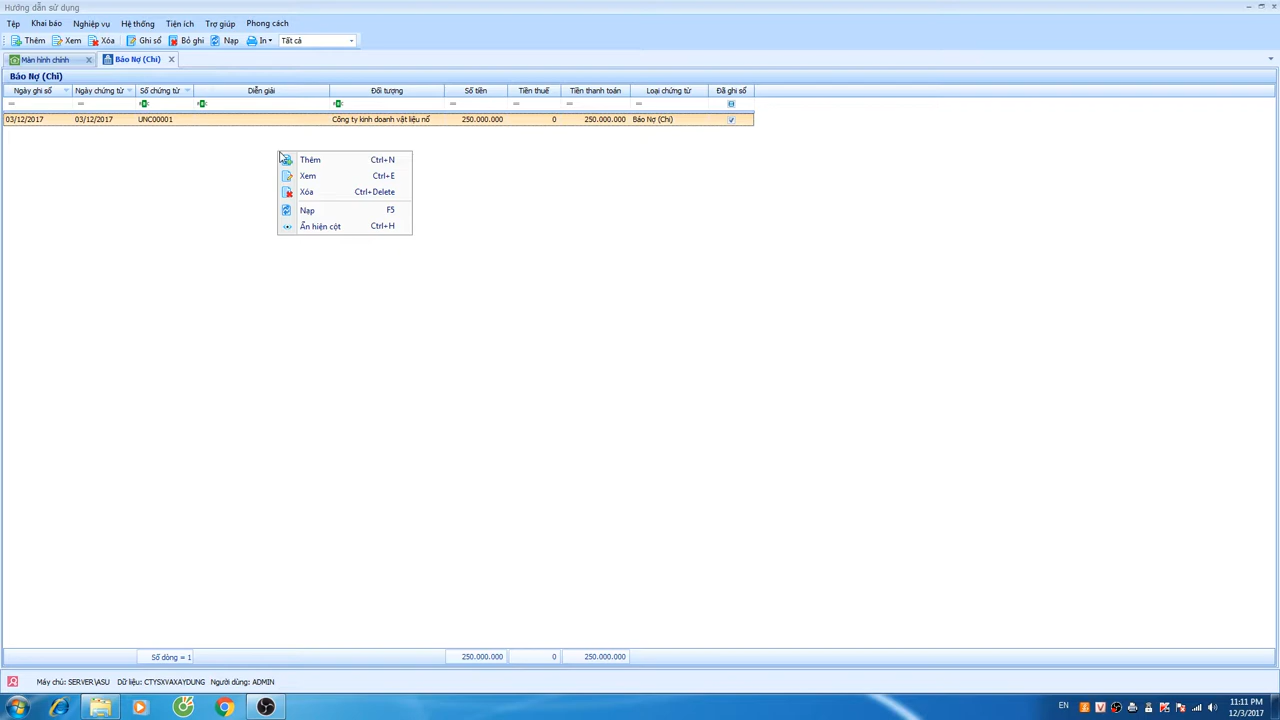 Hướng dẫn sử dụng
Tệp Khai báo Nghiệp vụ Hệ thống Tiện ích Trợ giúp Phong cách
Thêm Xem Xóa Ghi sổ Bỏ ghi Nạp In Tất cả
Màn hình chính Báo Nợ (Chi)
Báo Nợ (Chi)
Ngày ghi sổ Ngày chứng từ Số chứng từ Diễn giải Đối tượng Số tiền Tiền thuế Tiền thanh toán Loại chứng từ Đã ghi sổ
03/12/2017 03/12/2017 UNC00001 Công ty kinh doanh vật liệu nổ 250.000.000 0 250.000.000 Báo Nợ (Chi)
Thêm Ctrl+N
Xem Ctrl+E
Xóa Ctrl+Delete
Nạp F5
Ẩn hiện cột Ctrl+H
Số dòng = 1 250.000.000 0 250.000.000
Máy chủ: SERVER\ASU Dữ liệu: CTYSXVAXAYDUNG Người dùng: ADMIN
EN 11:11 PM
12/3/2017